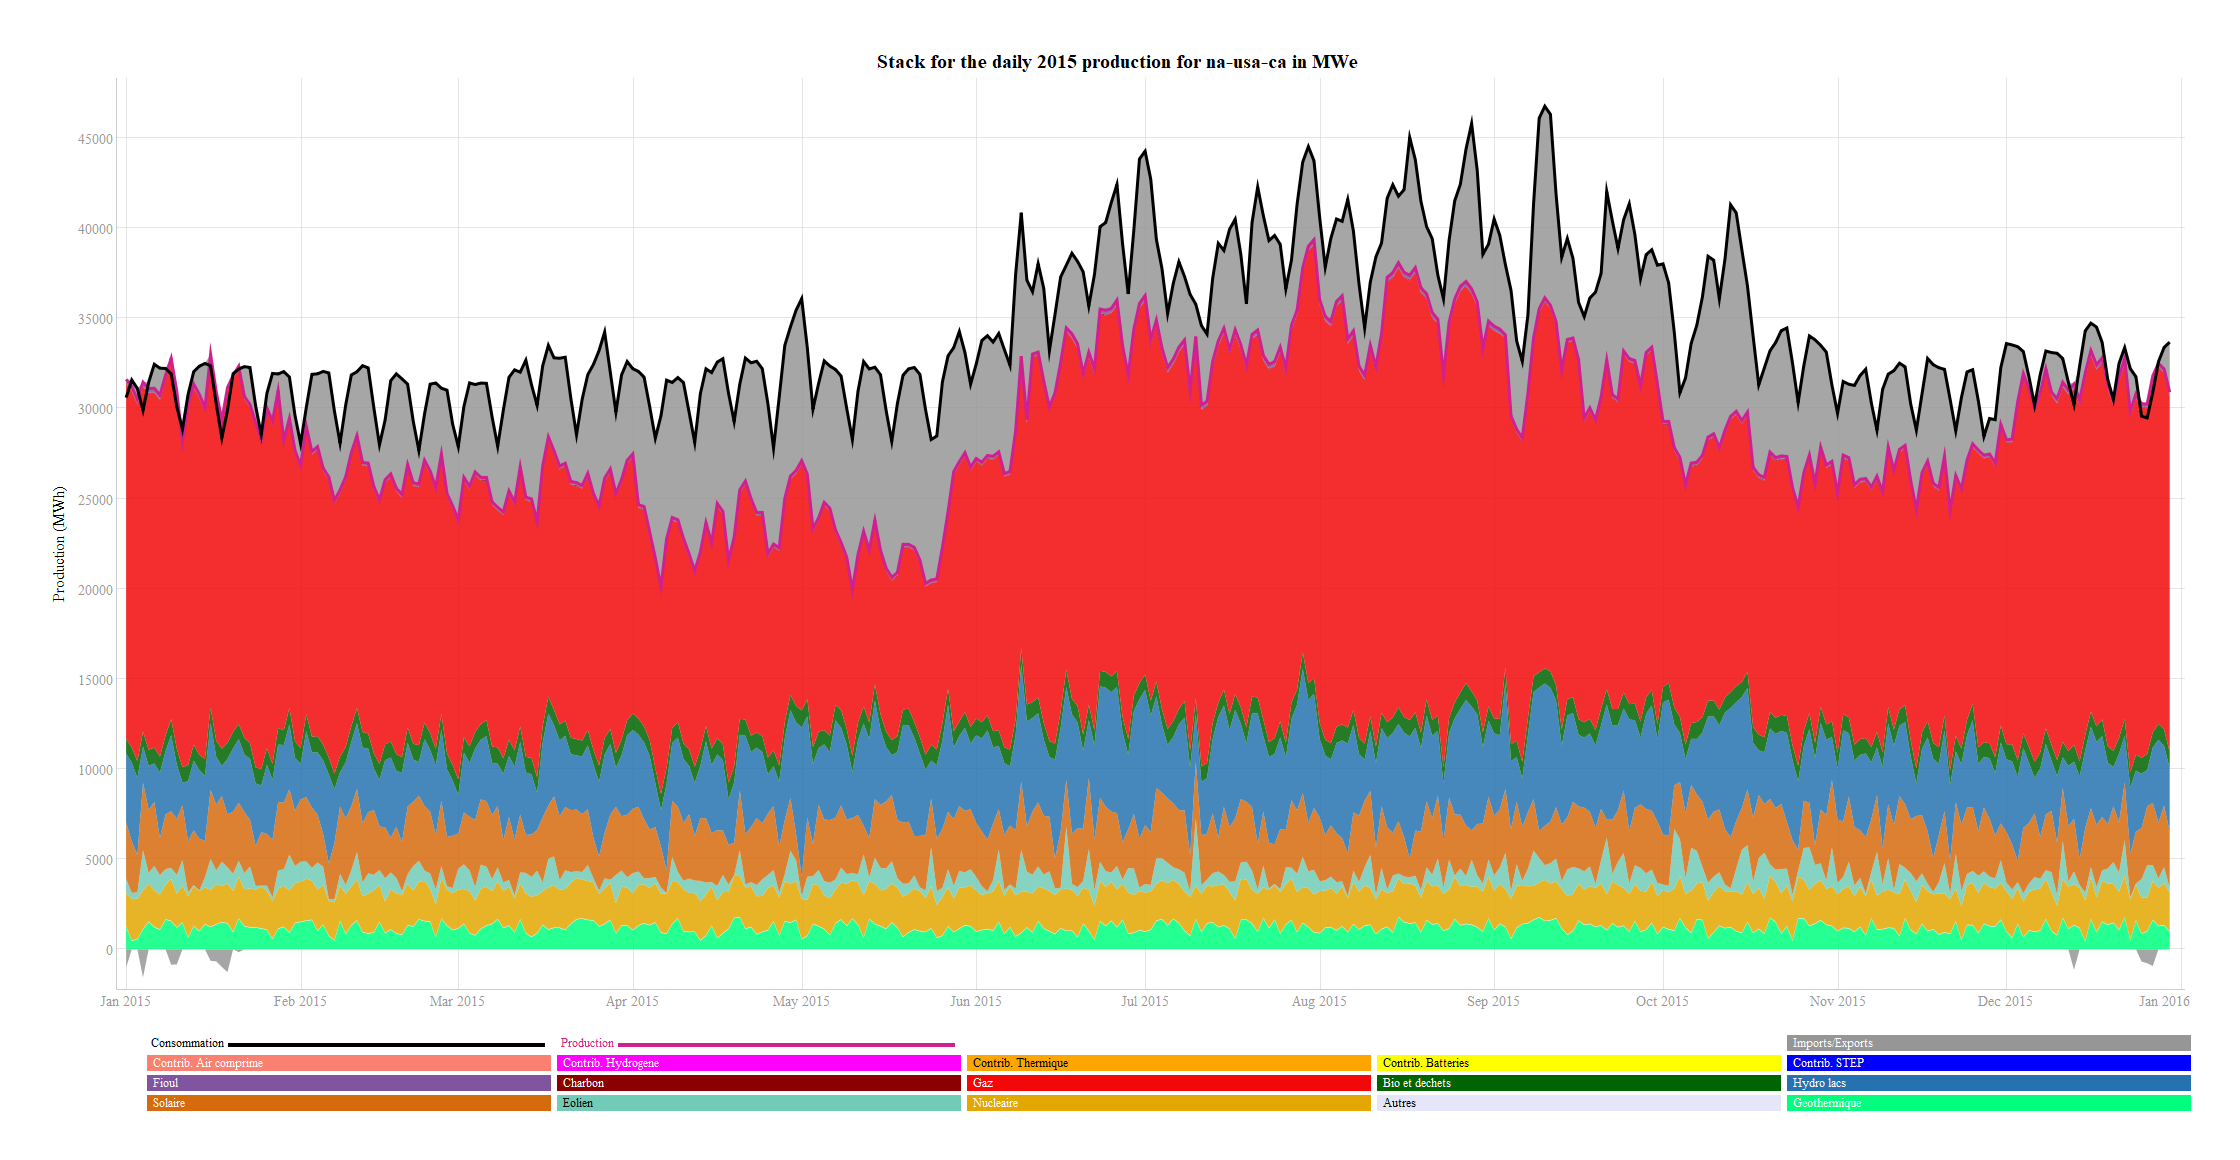 Stack for the daily 2015 production for na-usa-ca in MWe
45000
40000
35000
30000
25000
20000
15000
10000
5000
0
Production (MWh)
Jan 2015 Feb 2015 Mar 2015 Apr 2015 May 2015 Jun 2015 Jul 2015 Aug 2015 Sep 2015 Oct 2015 Nov 2015 Dec 2015 Jan 2016
Consommation Production Imports/Exports
Contrib. Air comprime Contrib. Hydrogene Contrib. Thermique Contrib. Batteries Contrib. STEP
Fioul Charbon Gaz Bio et dechets Hydro lacs
Solaire Eolien Nucleaire Autres Geothermique